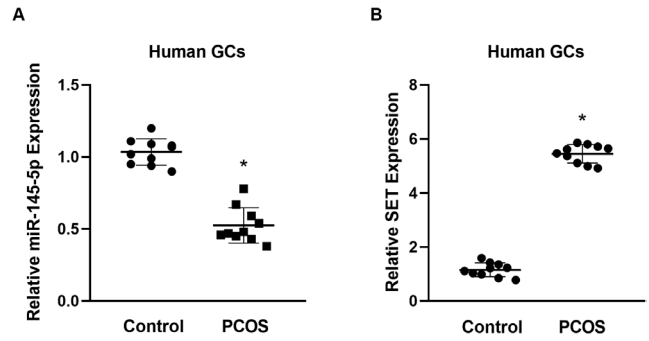 A
Human GCs
Relative miR-145-5p Expression
1.5
1.0
0.5
0.0
*
Control PCOS
B
Human GCs
Relative SET Expression
8
6
4
2
0
*
Control PCOS